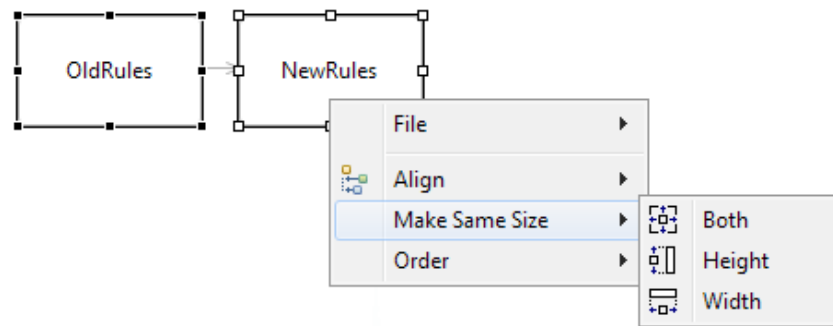 OldRules
NewRules
File
Align
Make Same Size
Order
Both
Height
Width